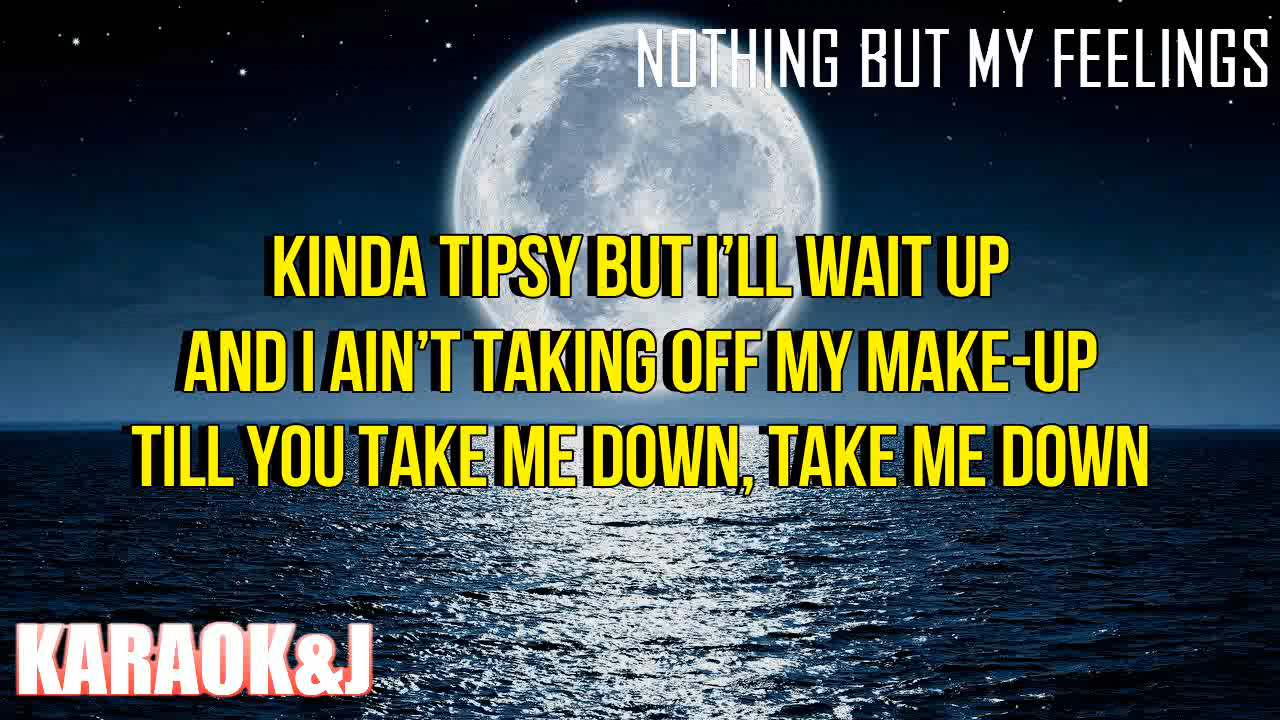 NOTHING BUT MY FEELINGS
KINDA TIPSY BUT I'LL WAIT UP
AND I AIN'T TAKING OFF MY MAKE-UP
TILL YOU TAKE ME DOWN, TAKE ME DOWN
KARAOK&J